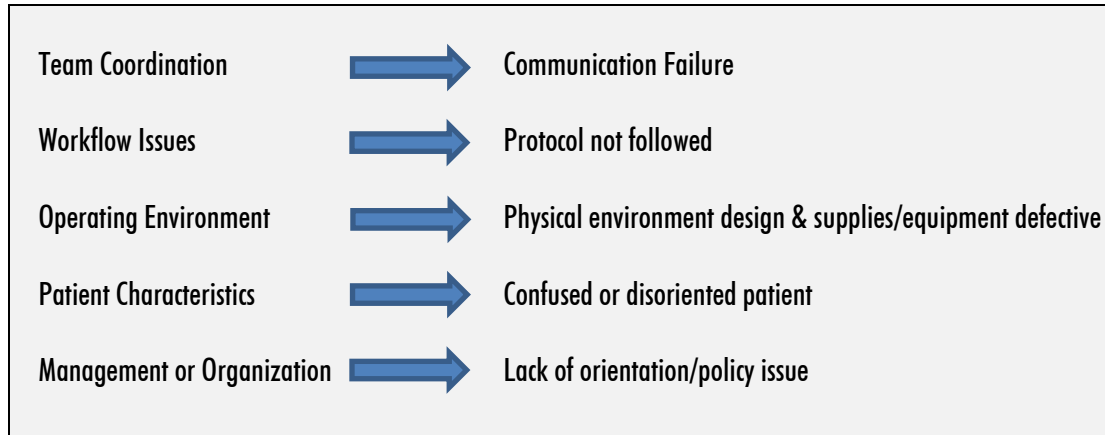 Team Coordination Communication Failure
Workflow Issues Protocol not followed
Operating Environment Physical environment design & supplies/equipment defective
Patient Characteristics Confused or disoriented patient
Management or Organization Lack of orientation/policy issue